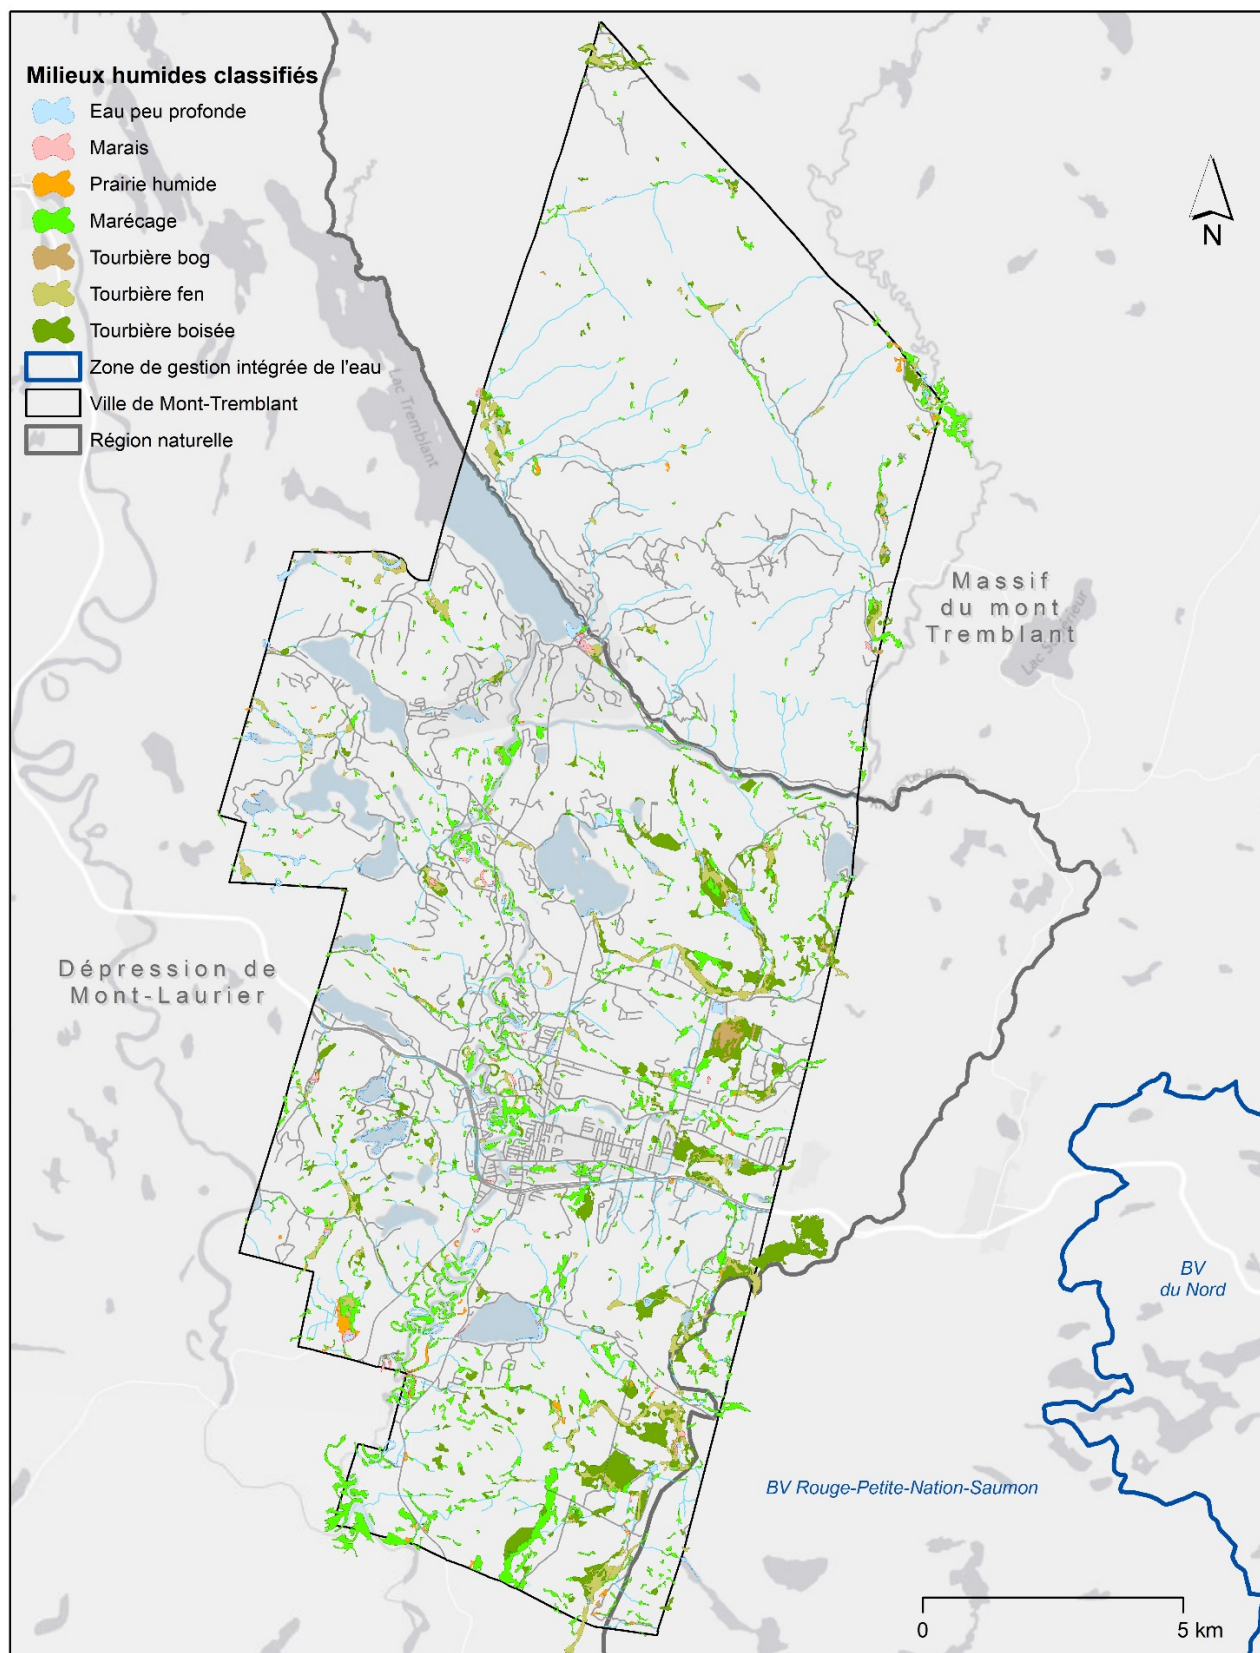 Milieux humides classifiés
Eau peu profonde
Marais
Prairie humide
Marécage
Tourbière bog
Tourbière fen
Tourbière boisée
Zone de gestion intégrée de l'eau
Ville de Mont-Tremblant
Région naturelle
N
Lac Tremblant
Massif
du mont
Tremblant
Lac Supérieur
Dépression de
Mont-Laurier
BV
du Nord
BV Rouge-Petite-Nation-Saumon
0 5 km